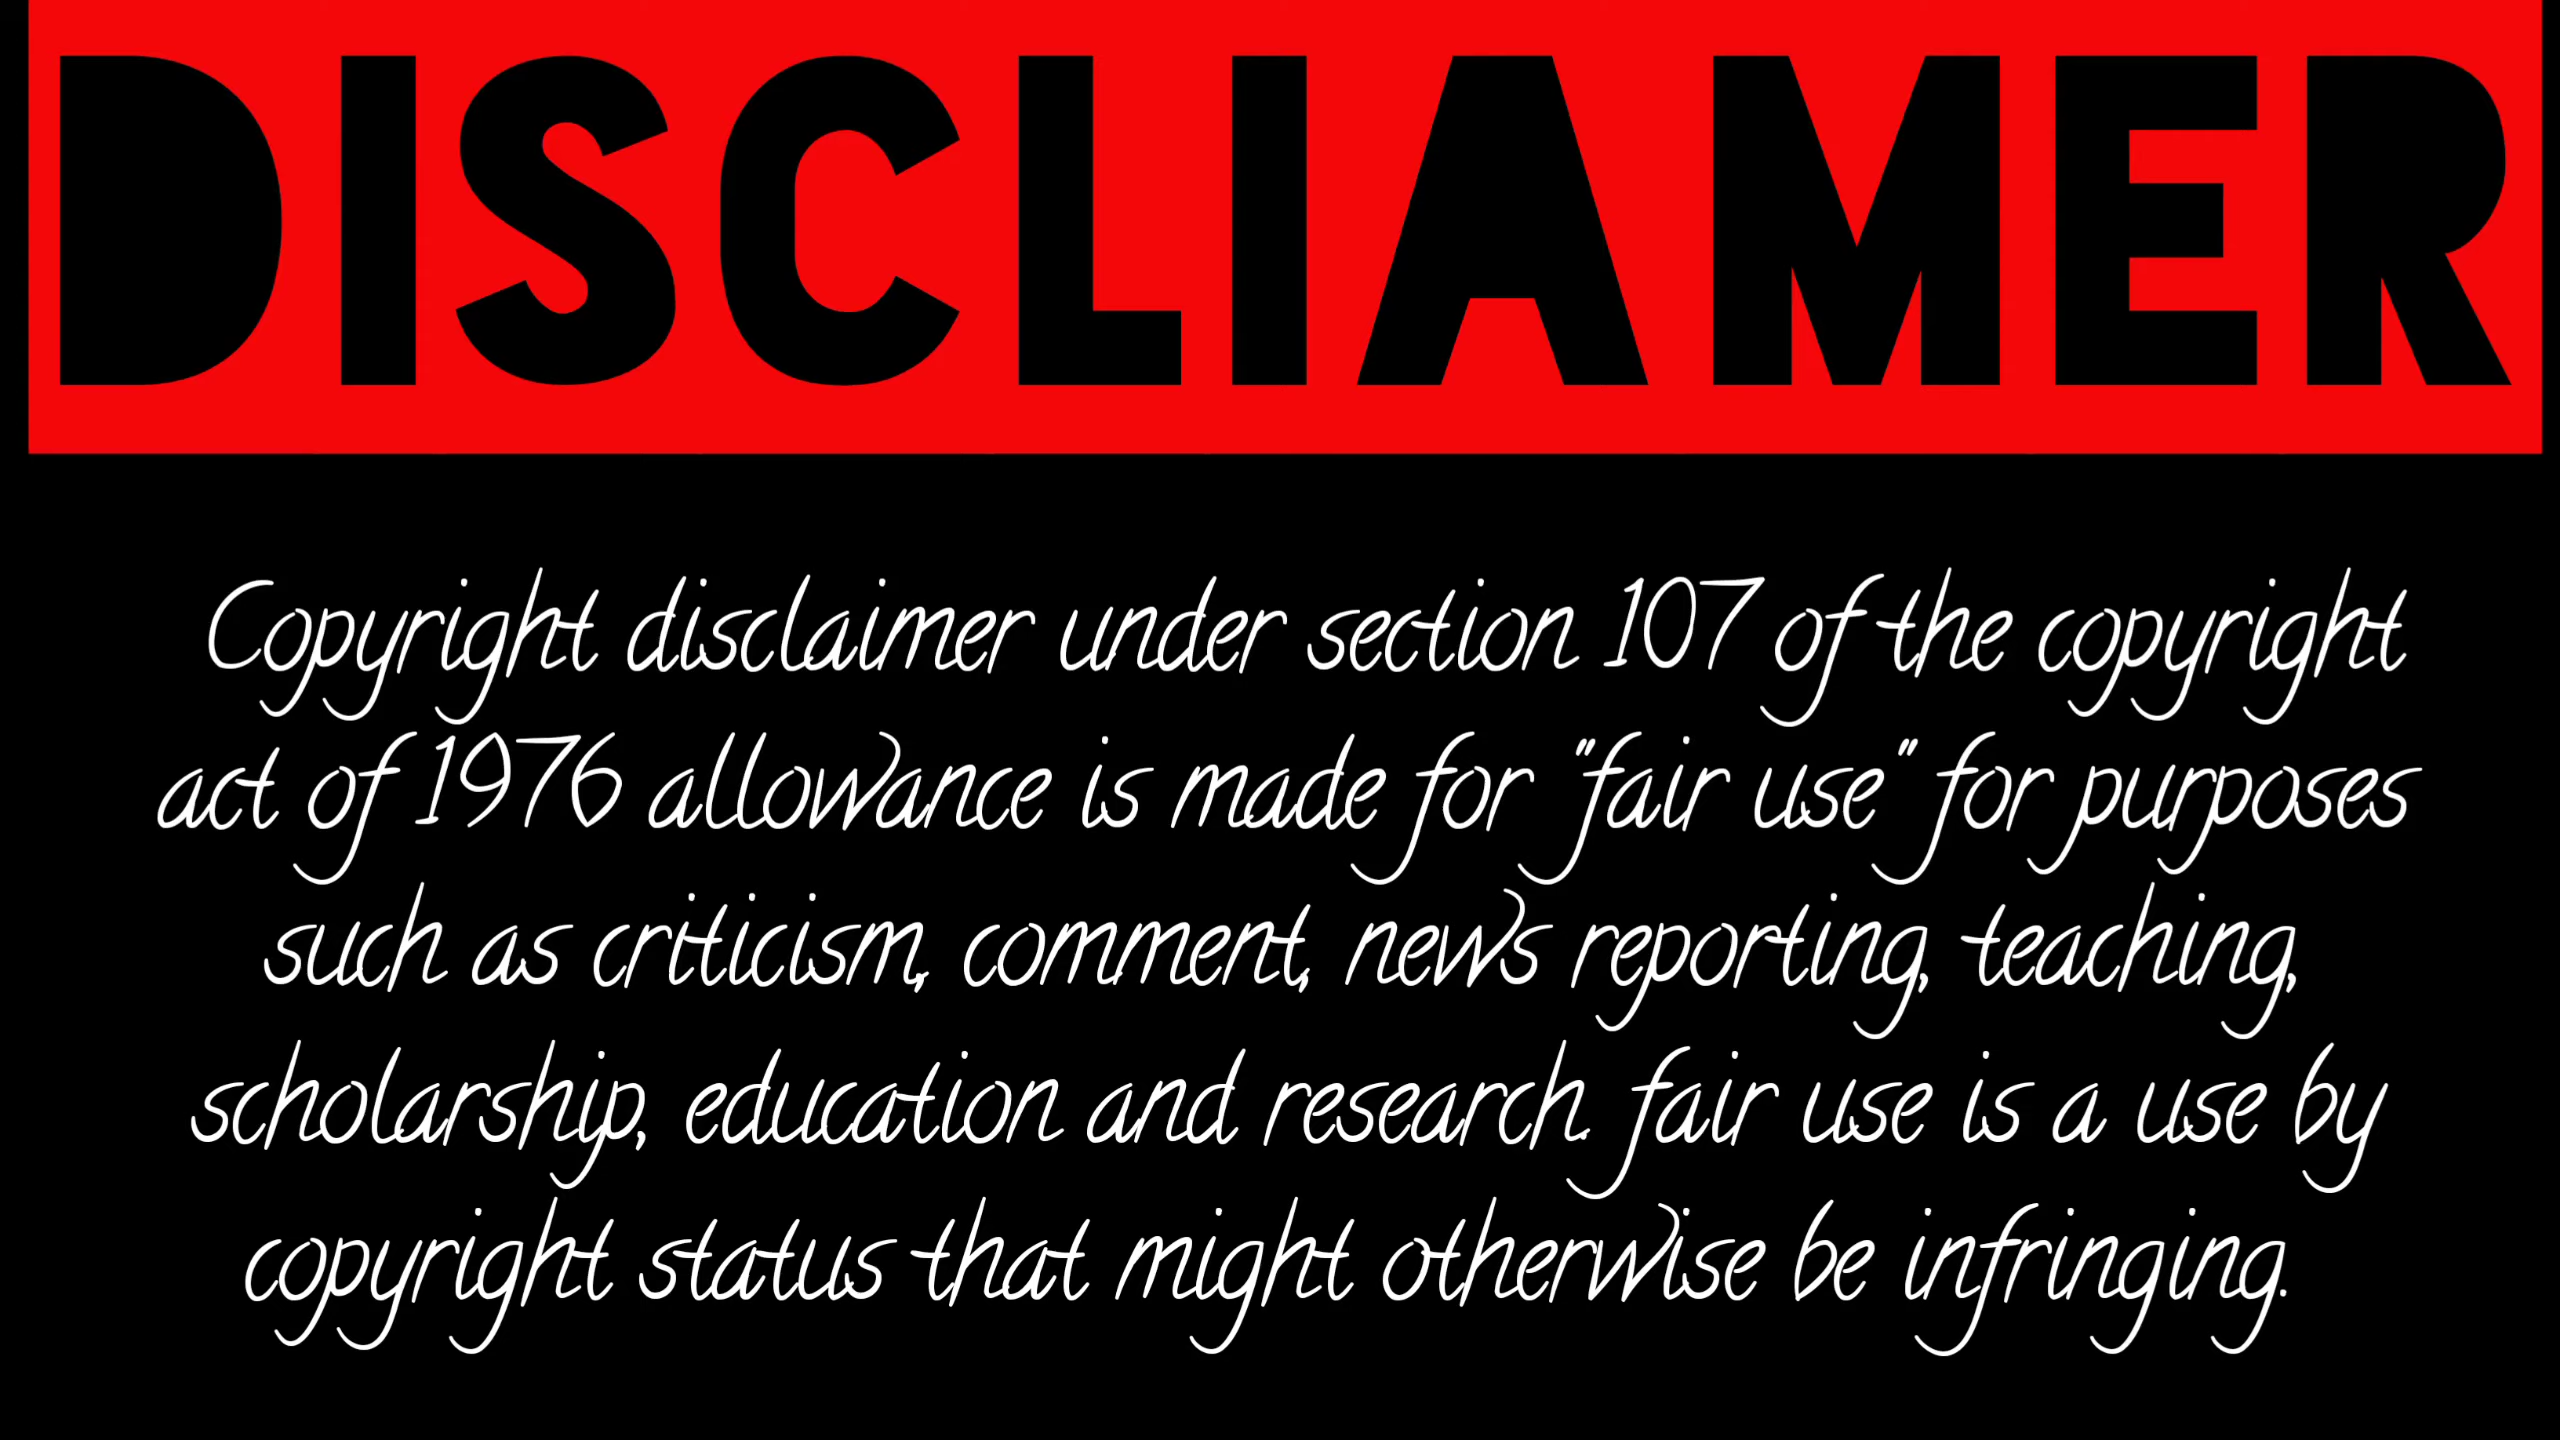 DISCLIAMER
Copyright disclaimer under section 107 of the copyright
act of 1976 allowance is made for "fair use" for purposes
such as criticism, comment, news reporting, teaching,
scholarship, education and research. fair use is a use by
copyright status that might otherwise be infringing.